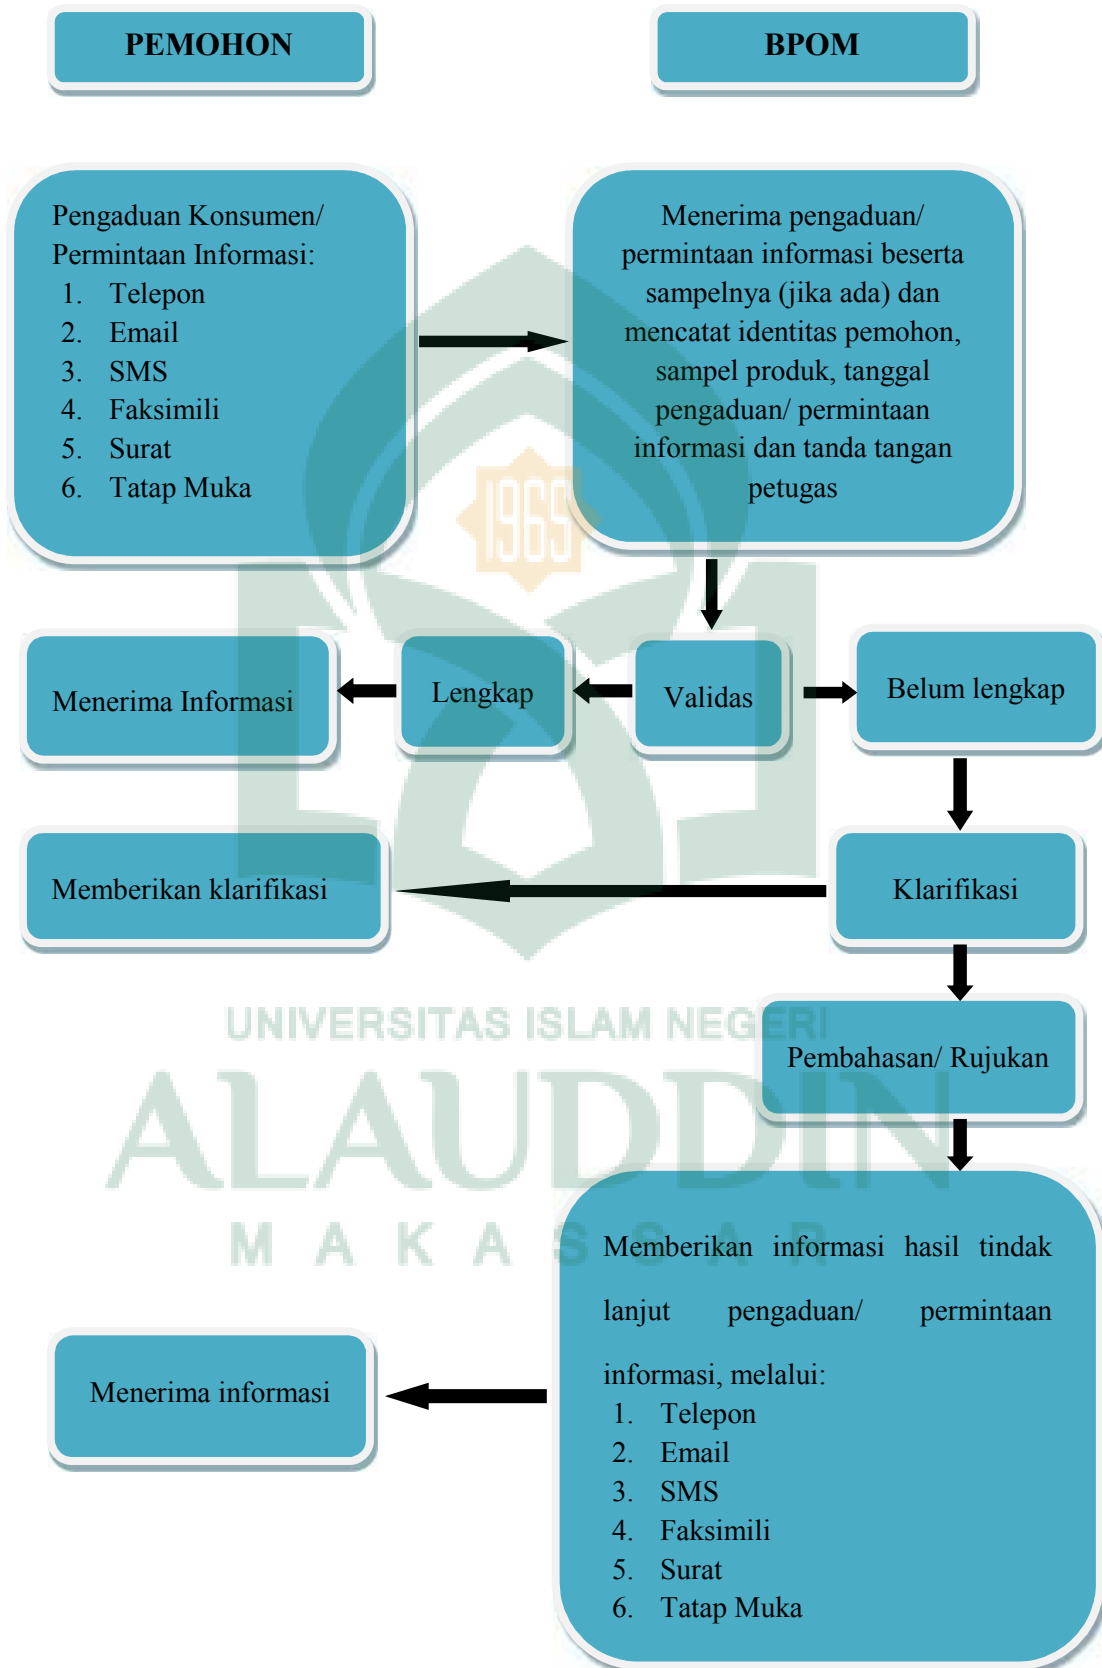 PEMOHON
BPOM
Pengaduan Konsumen/
Permintaan Informasi:
1. Telepon
2. Email
3. SMS
4. Faksimili
5. Surat
6. Tatap Muka
Menerima pengaduan/
permintaan informasi beserta
sampelnya (jika ada) dan
mencatat identitas pemohon,
sampel produk, tanggal
pengaduan/ permintaan
informasi dan tanda tangan
petugas
1965
Menerima Informasi
Lengkap
Validas
Belum lengkap
Memberikan klarifikasi
Klarifikasi
UNIVERSITAS ISLAM NEGERI
ALAUDDIN
MAKASSAR
Pembahasan/ Rujukan
Memberikan informasi hasil tindak
lanjut pengaduan/ permintaan
informasi, melalui:
1. Telepon
2. Email
3. SMS
4. Faksimili
5. Surat
6. Tatap Muka
Menerima informasi